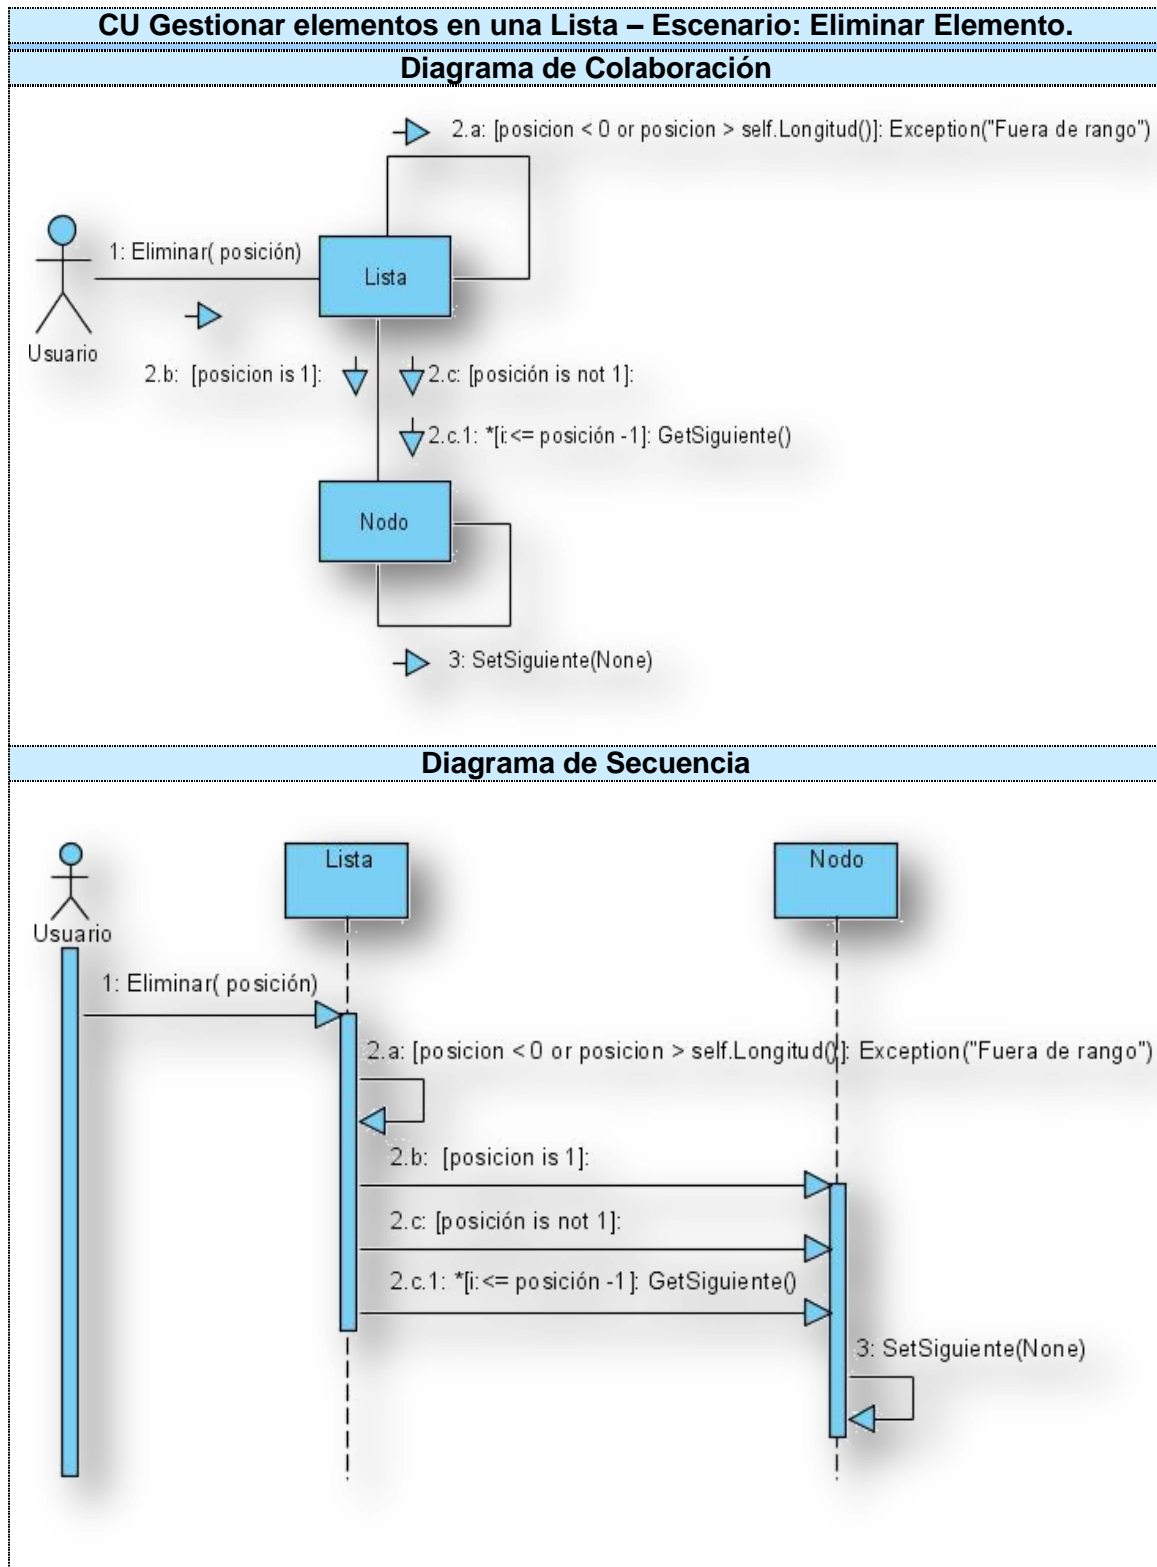 CU Gestionar elementos en una Lista – Escenario: Eliminar Elemento.
Diagrama de Colaboración
2.a: [posicion < 0 or posicion > self.Longitud()]: Exception("Fuera de rango")
1: Eliminar( posición)
Lista
Usuario
2.b: [posicion is 1]:
2.c: [posición is not 1]:
2.c.1: *[i:<= posición -1]: GetSiguiente()
Nodo
3: SetSiguiente(None)
Diagrama de Secuencia
Lista
Nodo
Usuario
1: Eliminar( posición)
2.a: [posicion < 0 or posicion > self.Longitud()]: Exception("Fuera de rango")
2.b: [posicion is 1]:
2.c: [posición is not 1]:
2.c.1: *[i:<= posición -1]: GetSiguiente()
3: SetSiguiente(None)